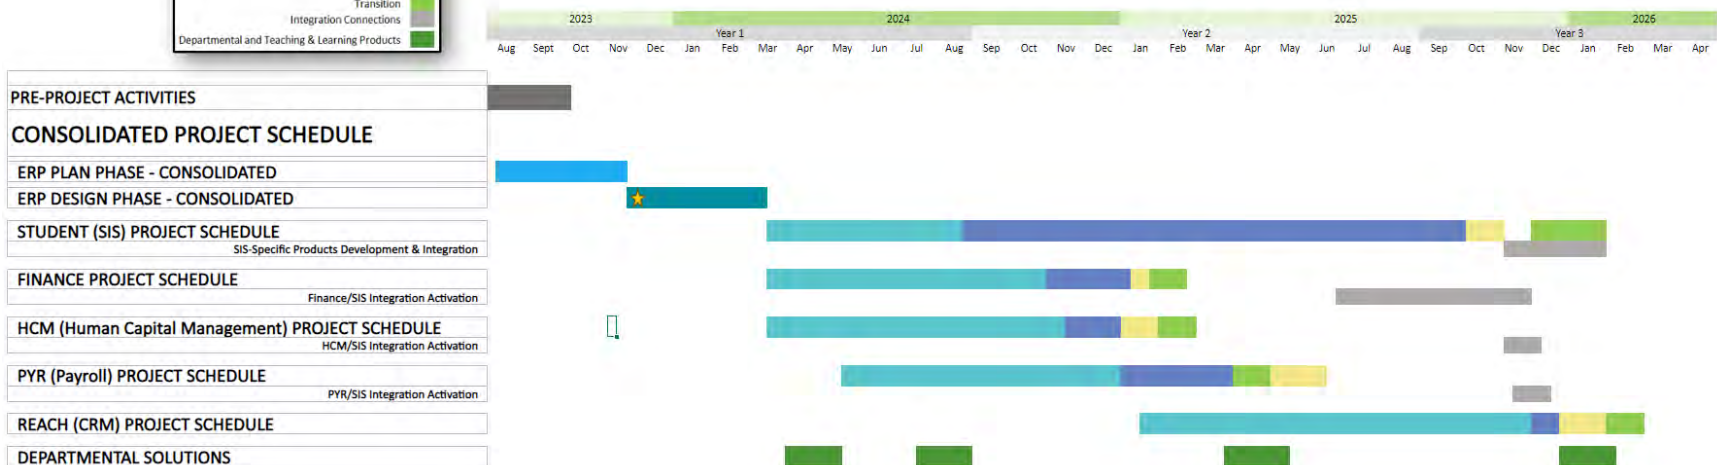 Transition
Integration Connections
Departmental and Teaching & Learning Products
2023 2024 2025 2026
Year 1 Year 2 Year 3
Aug Sept Oct Nov Dec Jan Feb Mar Apr May Jun Jul Aug Sep Oct Nov Dec Jan Feb Mar Apr May Jun Jul Aug Sep Oct Nov Dec Jan Feb Mar Apr
PRE-PROJECT ACTIVITIES
CONSOLIDATED PROJECT SCHEDULE
ERP PLAN PHASE - CONSOLIDATED
ERP DESIGN PHASE - CONSOLIDATED
STUDENT (SIS) PROJECT SCHEDULE
SIS-Specific Products Development & Integration
FINANCE PROJECT SCHEDULE
Finance/SIS Integration Activation
HCM (Human Capital Management) PROJECT SCHEDULE
HCM/SIS Integration Activation
PYR (Payroll) PROJECT SCHEDULE
PYR/SIS Integration Activation
REACH (CRM) PROJECT SCHEDULE
DEPARTMENTAL SOLUTIONS